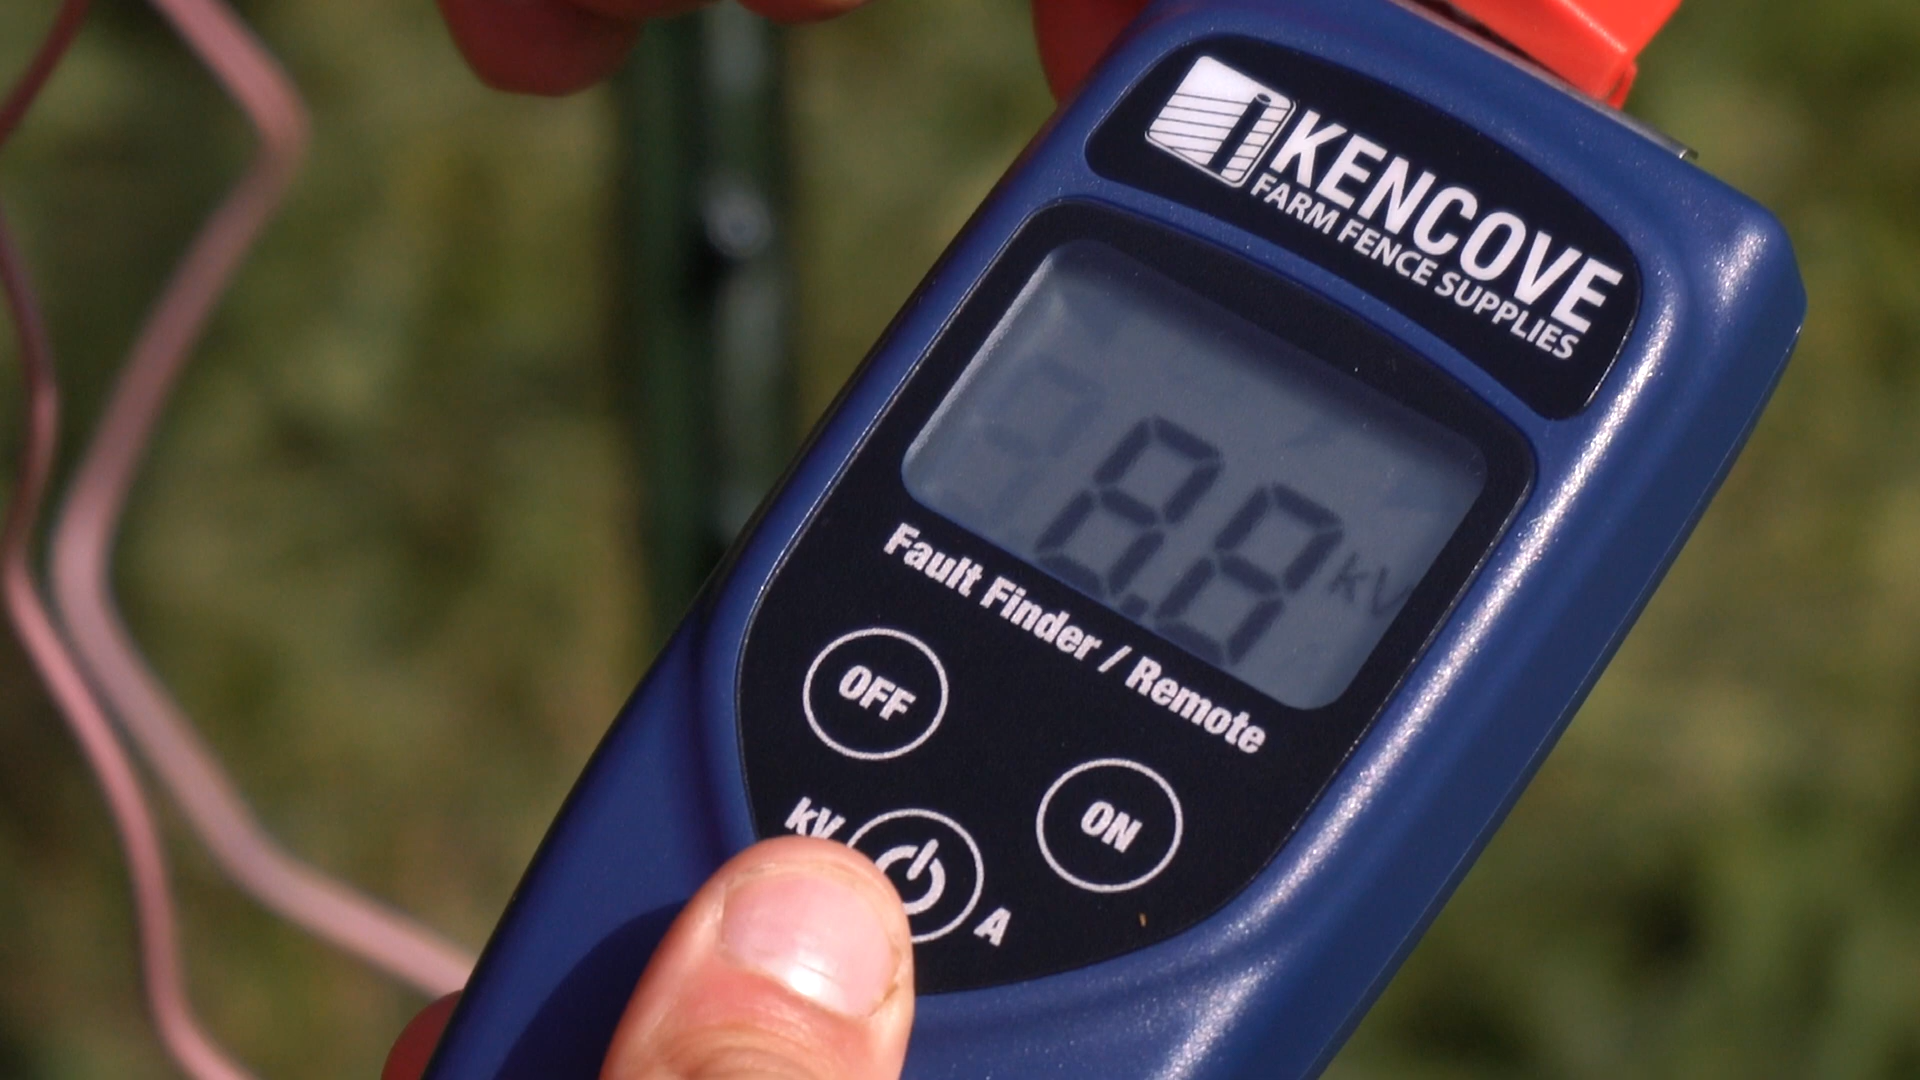 KENCOVE
FARM FENCE SUPPLIES
8.8 kV
Fault Finder / Remote
OFF
ON
kV
A